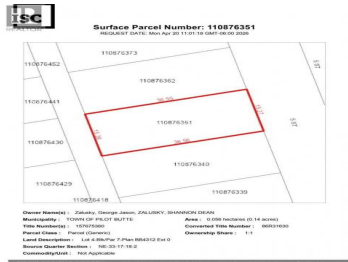 ISC
Surface Parcel Number: 110876351
REQUEST DATE: Mon Apr 20 11:01:19 GMT-06:00 2026
110876373
110876452
110876362
110876441
110876351
110876430
110876340
110876429
110876339
110876418
Owner Name(s) : Zalusky, George Jason, ZALUSKY, SHANNON DEAN
Municipality : TOWN OF PILOT BUTTE
Area : 0.056 hectares (0.14 acres)
Title Number(s) : 157675360
Converted Title Number : 86R31830
Parcel Class : Parcel (Generic)
Ownership Share : 1:1
Land Description : Lot 4-Blk/Par 7-Plan BB4312 Ext 0
Source Quarter Section : NE-33-17-18-2
Commodity/Unit : Not Applicable